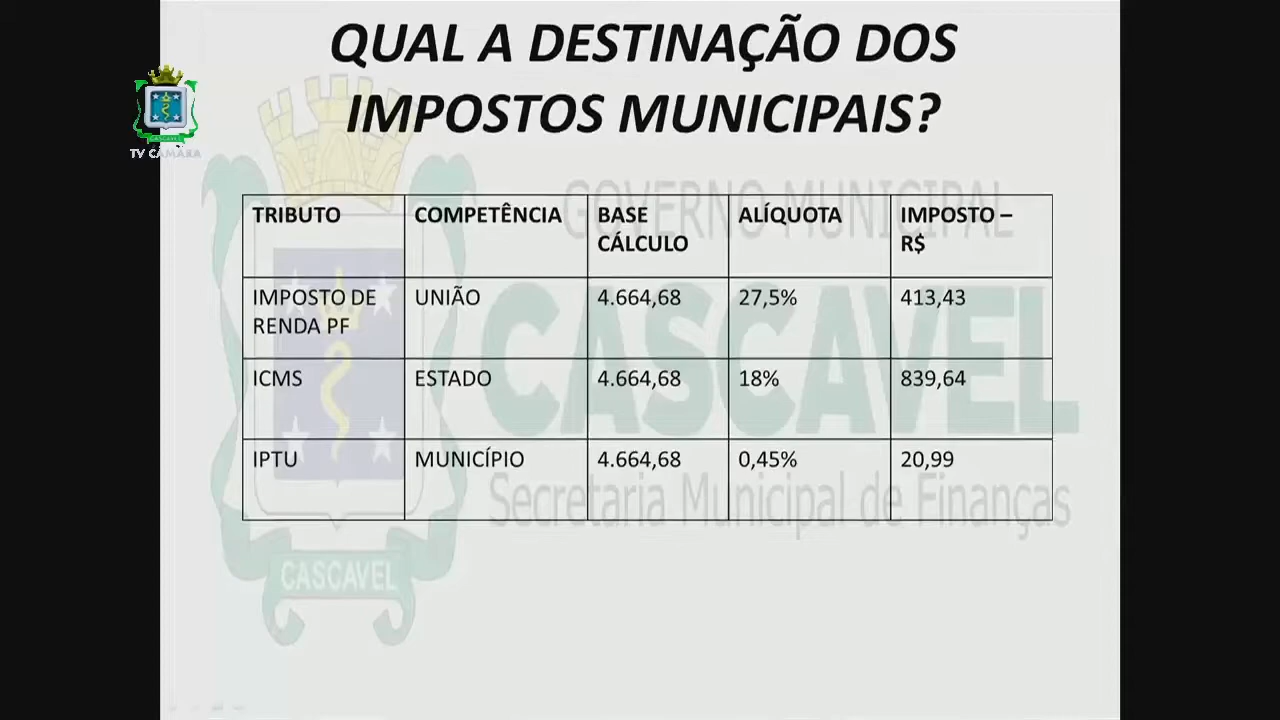 QUAL A DESTINAÇÃO DOS
IMPOSTOS MUNICIPAIS?
CASCAVEL
TV CÂMARA
GOVERNO MUNICIPAL
CASCAVEL
Secretaria Municipal de Finanças
CASCAVEL
TRIBUTO COMPETÊNCIA BASE CÁLCULO ALÍQUOTA IMPOSTO – R$
IMPOSTO DE RENDA PF UNIÃO 4.664,68 27,5% 413,43
ICMS ESTADO 4.664,68 18% 839,64
IPTU MUNICÍPIO 4.664,68 0,45% 20,99